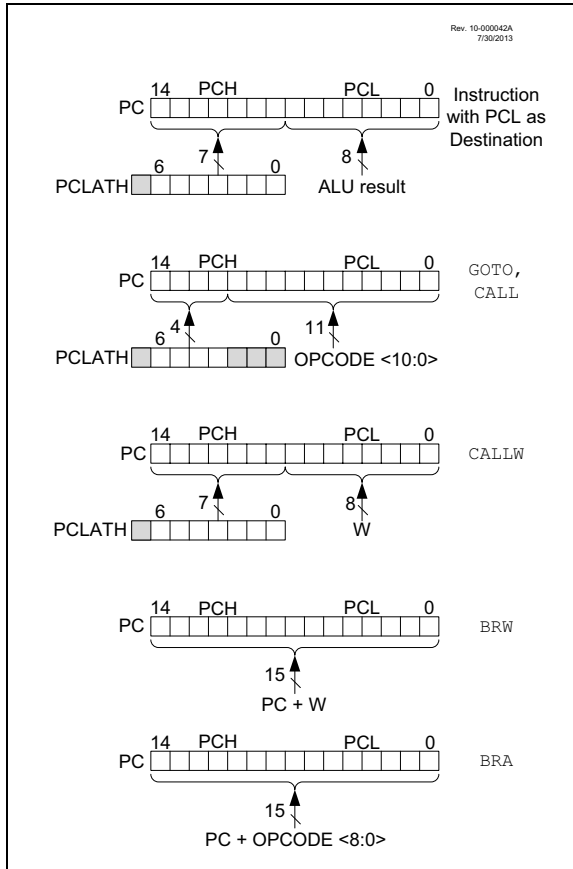 Rev. 10-000042A
7/30/2013
14 PCH PCL 0
PC
Instruction
with PCL as
Destination
7 8
6 0
PCLATH
ALU result
14 PCH PCL 0
PC
GOTO,
CALL
4 11
6 0
PCLATH
OPCODE <10:0>
14 PCH PCL 0
PC
CALLW
7 8
6 0
PCLATH
W
14 PCH PCL 0
PC
BRW
15
PC + W
14 PCH PCL 0
PC
BRA
15
PC + OPCODE <8:0>